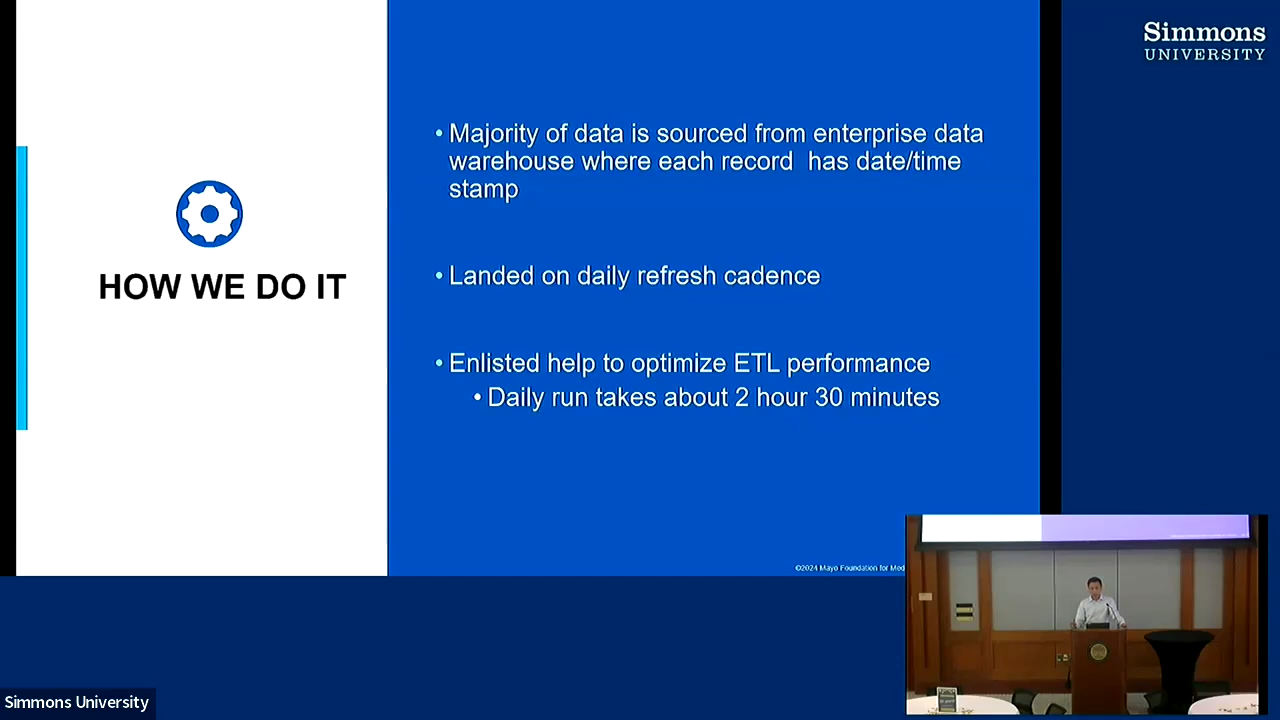 Simmons
UNIVERSITY
HOW WE DO IT
• Majority of data is sourced from enterprise data
warehouse where each record has date/time
stamp
• Landed on daily refresh cadence
• Enlisted help to optimize ETL performance
• Daily run takes about 2 hour 30 minutes
©2024 Mayo Foundation for Med
Simmons University